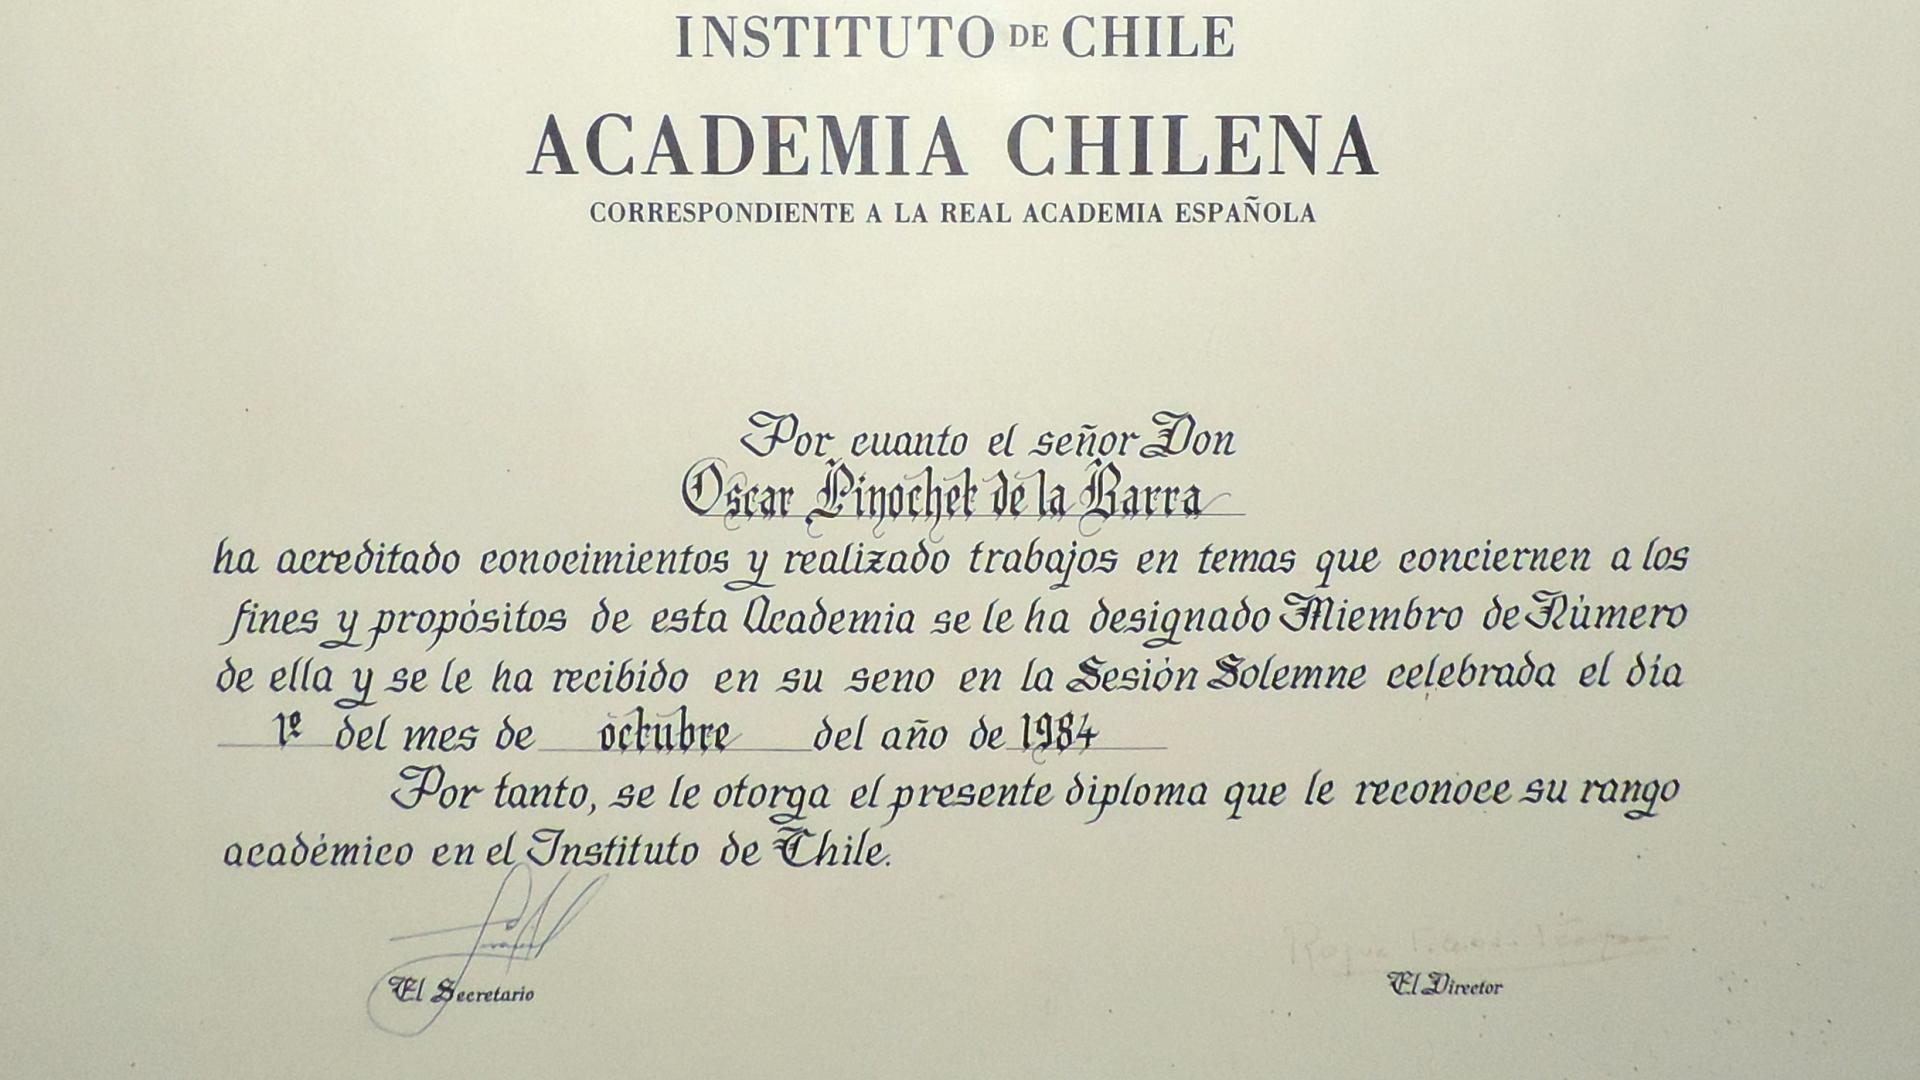 INSTITUTO DE CHILE
ACADEMIA CHILENA
CORRESPONDIENTE A LA REAL ACADEMIA ESPAÑOLA
Por cuanto el señor Don
Oscar Pinochet de la Barra
ha acreditado conocimientos y realizado trabajos en temas que conciernen a los
fines y propósitos de esta Academia se le ha designado Miembro de Número
de ella y se le ha recibido en su seno en la Sesión Solemne celebrada el día
1º del mes de octubre del año de 1984
Por tanto, se le otorga el presente diploma que le reconoce su rango
académico en el Instituto de Chile.
El Secretario
El Director